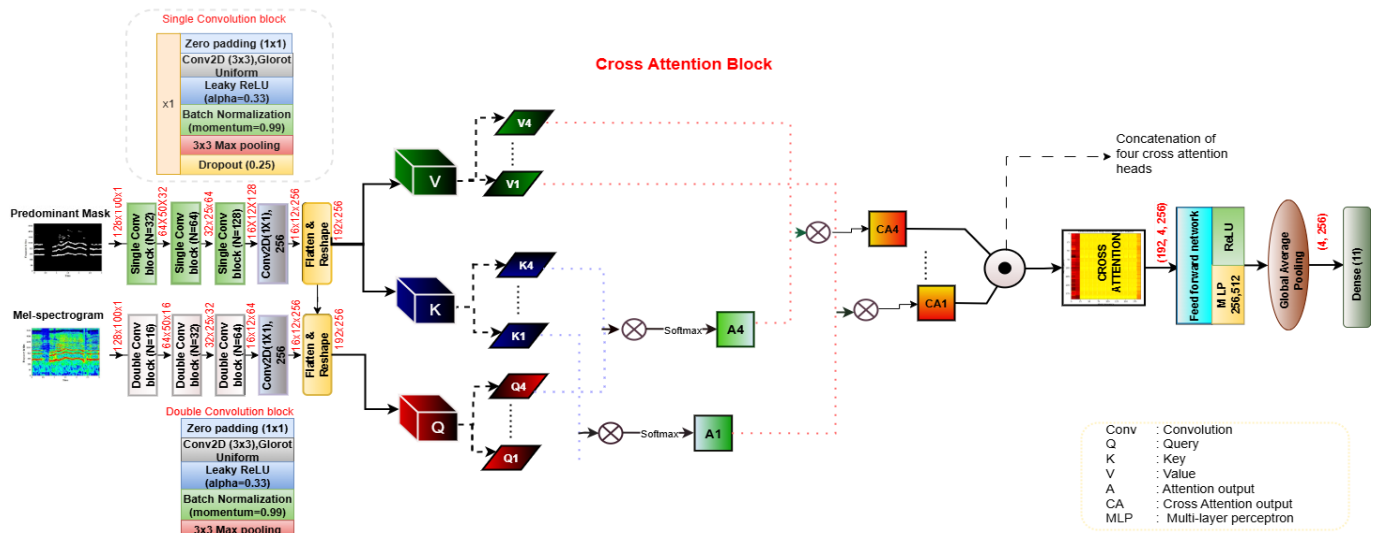 Single Convolution block
x1
Zero padding (1x1)
Conv2D (3x3),Glorot
Uniform
Leaky ReLU
(alpha=0.33)
Batch Normalization
(momentum=0.99)
3x3 Max pooling
Dropout (0.25)
Cross Attention Block
Predominant Mask
128x100x1
Single Conv
block (N=32)
64X50X32
Single Conv
block (N=64)
32x25x64
Single Conv
block (N=128)
16X12X128
Conv2D(1X1),
256
16x12x256
Flatten &
Reshape
192x256
Mel-spectrogram
128x100x1
Double Conv
block (N=16)
64x50x16
Double Conv
block (N=32)
32x25x32
Double Conv
block (N=64)
16x12x64
Conv2D(1X1),
256
16x12x256
Flatten &
Reshape
192x256
Double Convolution block
Zero padding (1x1)
Conv2D (3x3),Glorot
Uniform
Leaky ReLU
(alpha=0.33)
Batch Normalization
(momentum=0.99)
3x3 Max pooling
V
V4
V1
K
K4
K1
Q
Q4
Q1
Softmax
A4
Softmax
A1
CA4
CA1
Concatenation of
four cross attention
heads
CROSS
ATTENTION
(192, 4, 256)
Feed forward network
ReLU
M LP
256,512
Global Average
Pooling
(4, 256)
Dense (11)
Conv : Convolution
Q : Query
K : Key
V : Value
A : Attention output
CA : Cross Attention output
MLP : Multi-layer perceptron